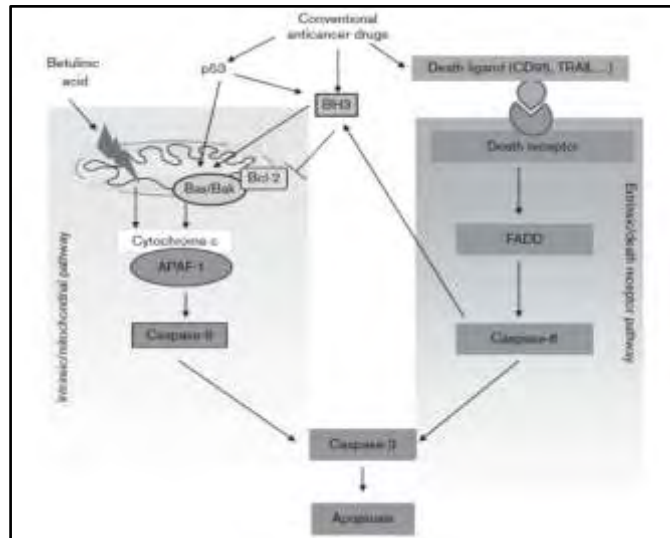 Conventional
anticancer drugs
Betulinic
acid
p53
Death ligand (CD95, TRAIL...)
BH3
Death receptor
Bcl-2
Bax/Bak
Cytochrome c
APAF-1
FADD
Caspase-9
Caspase-8
Intrinsic/mitochondrial pathway
Extrinsic/death receptor
pathway
Caspase-3
Apoptosis